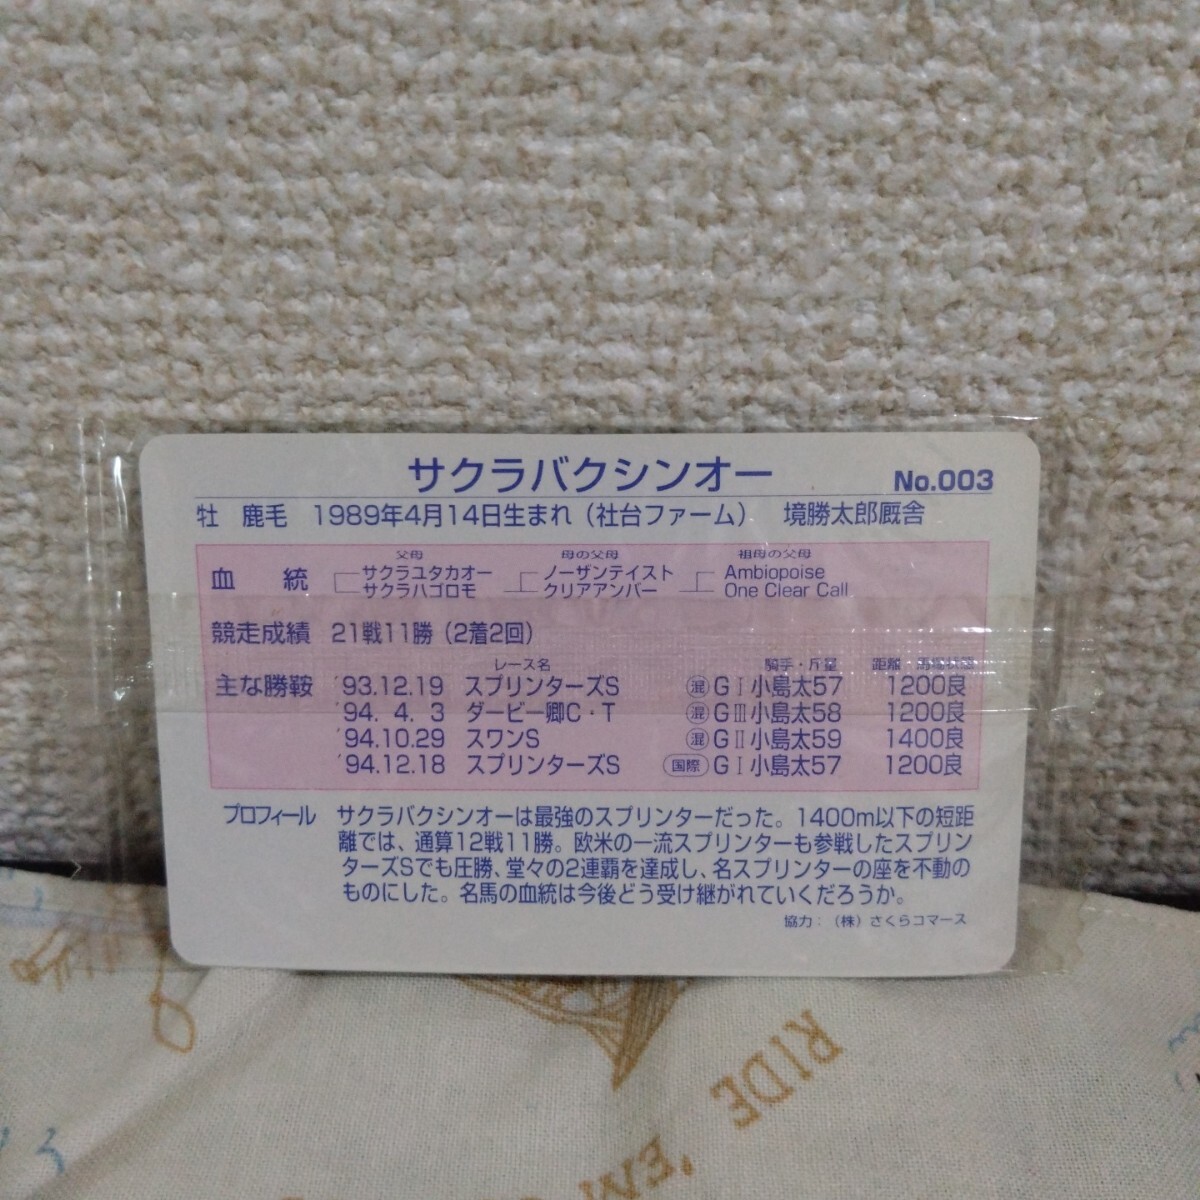 サクラバクシンオー No.003
牡 鹿毛 1989年4月14日生まれ（社台ファーム） 境勝太郎厩舎
父母 母の父母 祖母の父母
血統 サクラユタカオー ノーザンテイスト Ambiopoise
サクラハゴロモ クリアアンバー One Clear Call
競走成績 21戦11勝（2着2回）
レース名 騎手・斤量 距離・馬場状態
主な勝鞍 '93.12.19 スプリンターズS 混 GⅠ 小島太57 1200良
'94. 4. 3 ダービー卿C・T 混 GⅢ 小島太58 1200良
'94.10.29 スワンS 混 GⅡ 小島太59 1400良
'94.12.18 スプリンターズS 国際 GⅠ 小島太57 1200良
プロフィール サクラバクシンオーは最強のスプリンターだった。1400m以下の短距
離では、通算12戦11勝。欧米の一流スプリンターも参戦したスプリン
ターズSでも圧勝、堂々の2連覇を達成し、名スプリンターの座を不動の
ものにした。名馬の血統は今後どう受け継がれていくだろうか。
協力：（株）さくらコマース
RIDE
'EM